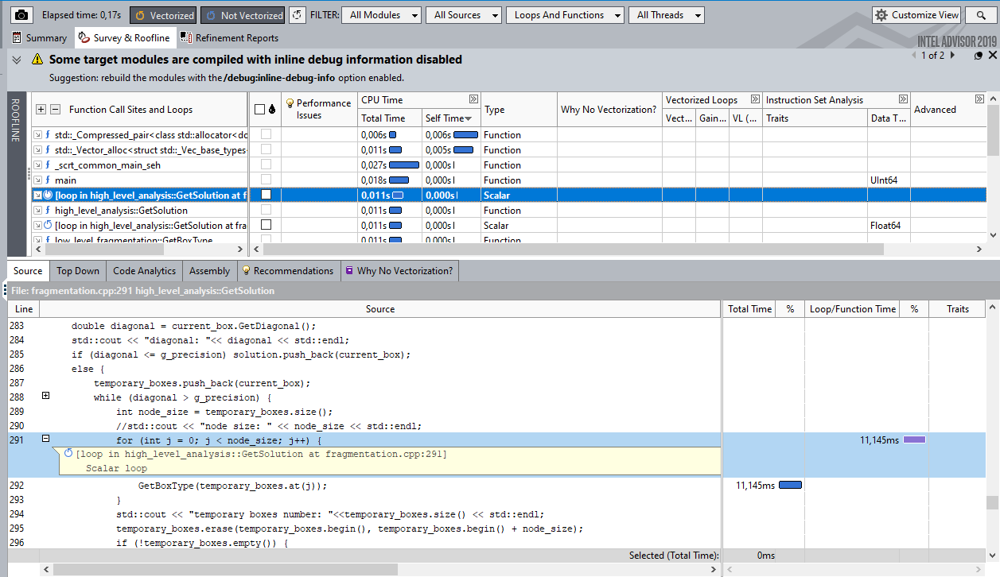 Elapsed time: 0,17s Vectorized Not Vectorized FILTER: All Modules All Sources Loops And Functions All Threads Customize View
Summary Survey & Roofline Refinement Reports INTEL ADVISOR 2019
Some target modules are compiled with inline debug information disabled 1 of 2
Suggestion: rebuild the modules with the /debug:inline-debug-info option enabled.
ROOFLINE
Function Call Sites and Loops Performance Issues CPU Time Type Why No Vectorization? Vectorized Loops Instruction Set Analysis Advanced
Total Time Self Time Vect... Gain... VL (... Traits Data T...
std::_Compressed_pair<class std::allocator<dc 0,006s 0,006s Function
std::_Vector_alloc<struct std::_Vec_base_types< 0,011s 0,005s Function
_scrt_common_main_seh 0,027s 0,000s Function
main 0,018s 0,000s Function UInt64
[loop in high_level_analysis::GetSolution at f 0,011s 0,000s Scalar
high_level_analysis::GetSolution 0,011s 0,000s Function
[loop in high_level_analysis::GetSolution at fra 0,011s 0,000s Scalar Float64
low_level_fragmentation::GetBoxType 0,011s 0,000s Function
Source Top Down Code Analytics Assembly Recommendations Why No Vectorization?
File: fragmentation.cpp:291 high_level_analysis::GetSolution
Line Source Total Time % Loop/Function Time % Traits
283 double diagonal = current_box.GetDiagonal();
284 std::cout << "diagonal: "<< diagonal << std::endl;
285 if (diagonal <= g_precision) solution.push_back(current_box);
286 else {
287 temporary_boxes.push_back(current_box);
288 while (diagonal > g_precision) {
289 int node_size = temporary_boxes.size();
290 //std::cout << "node size: " << node_size << std::endl;
291 for (int j = 0; j < node_size; j++) { 11,145ms
[loop in high_level_analysis::GetSolution at fragmentation.cpp:291]
Scalar loop
292 GetBoxType(temporary_boxes.at(j)); 11,145ms
293 }
294 std::cout << "temporary boxes number: "<<temporary_boxes.size() << std::endl;
295 temporary_boxes.erase(temporary_boxes.begin(), temporary_boxes.begin() + node_size);
296 if (!temporary_boxes.empty()) {
Selected (Total Time): 0ms